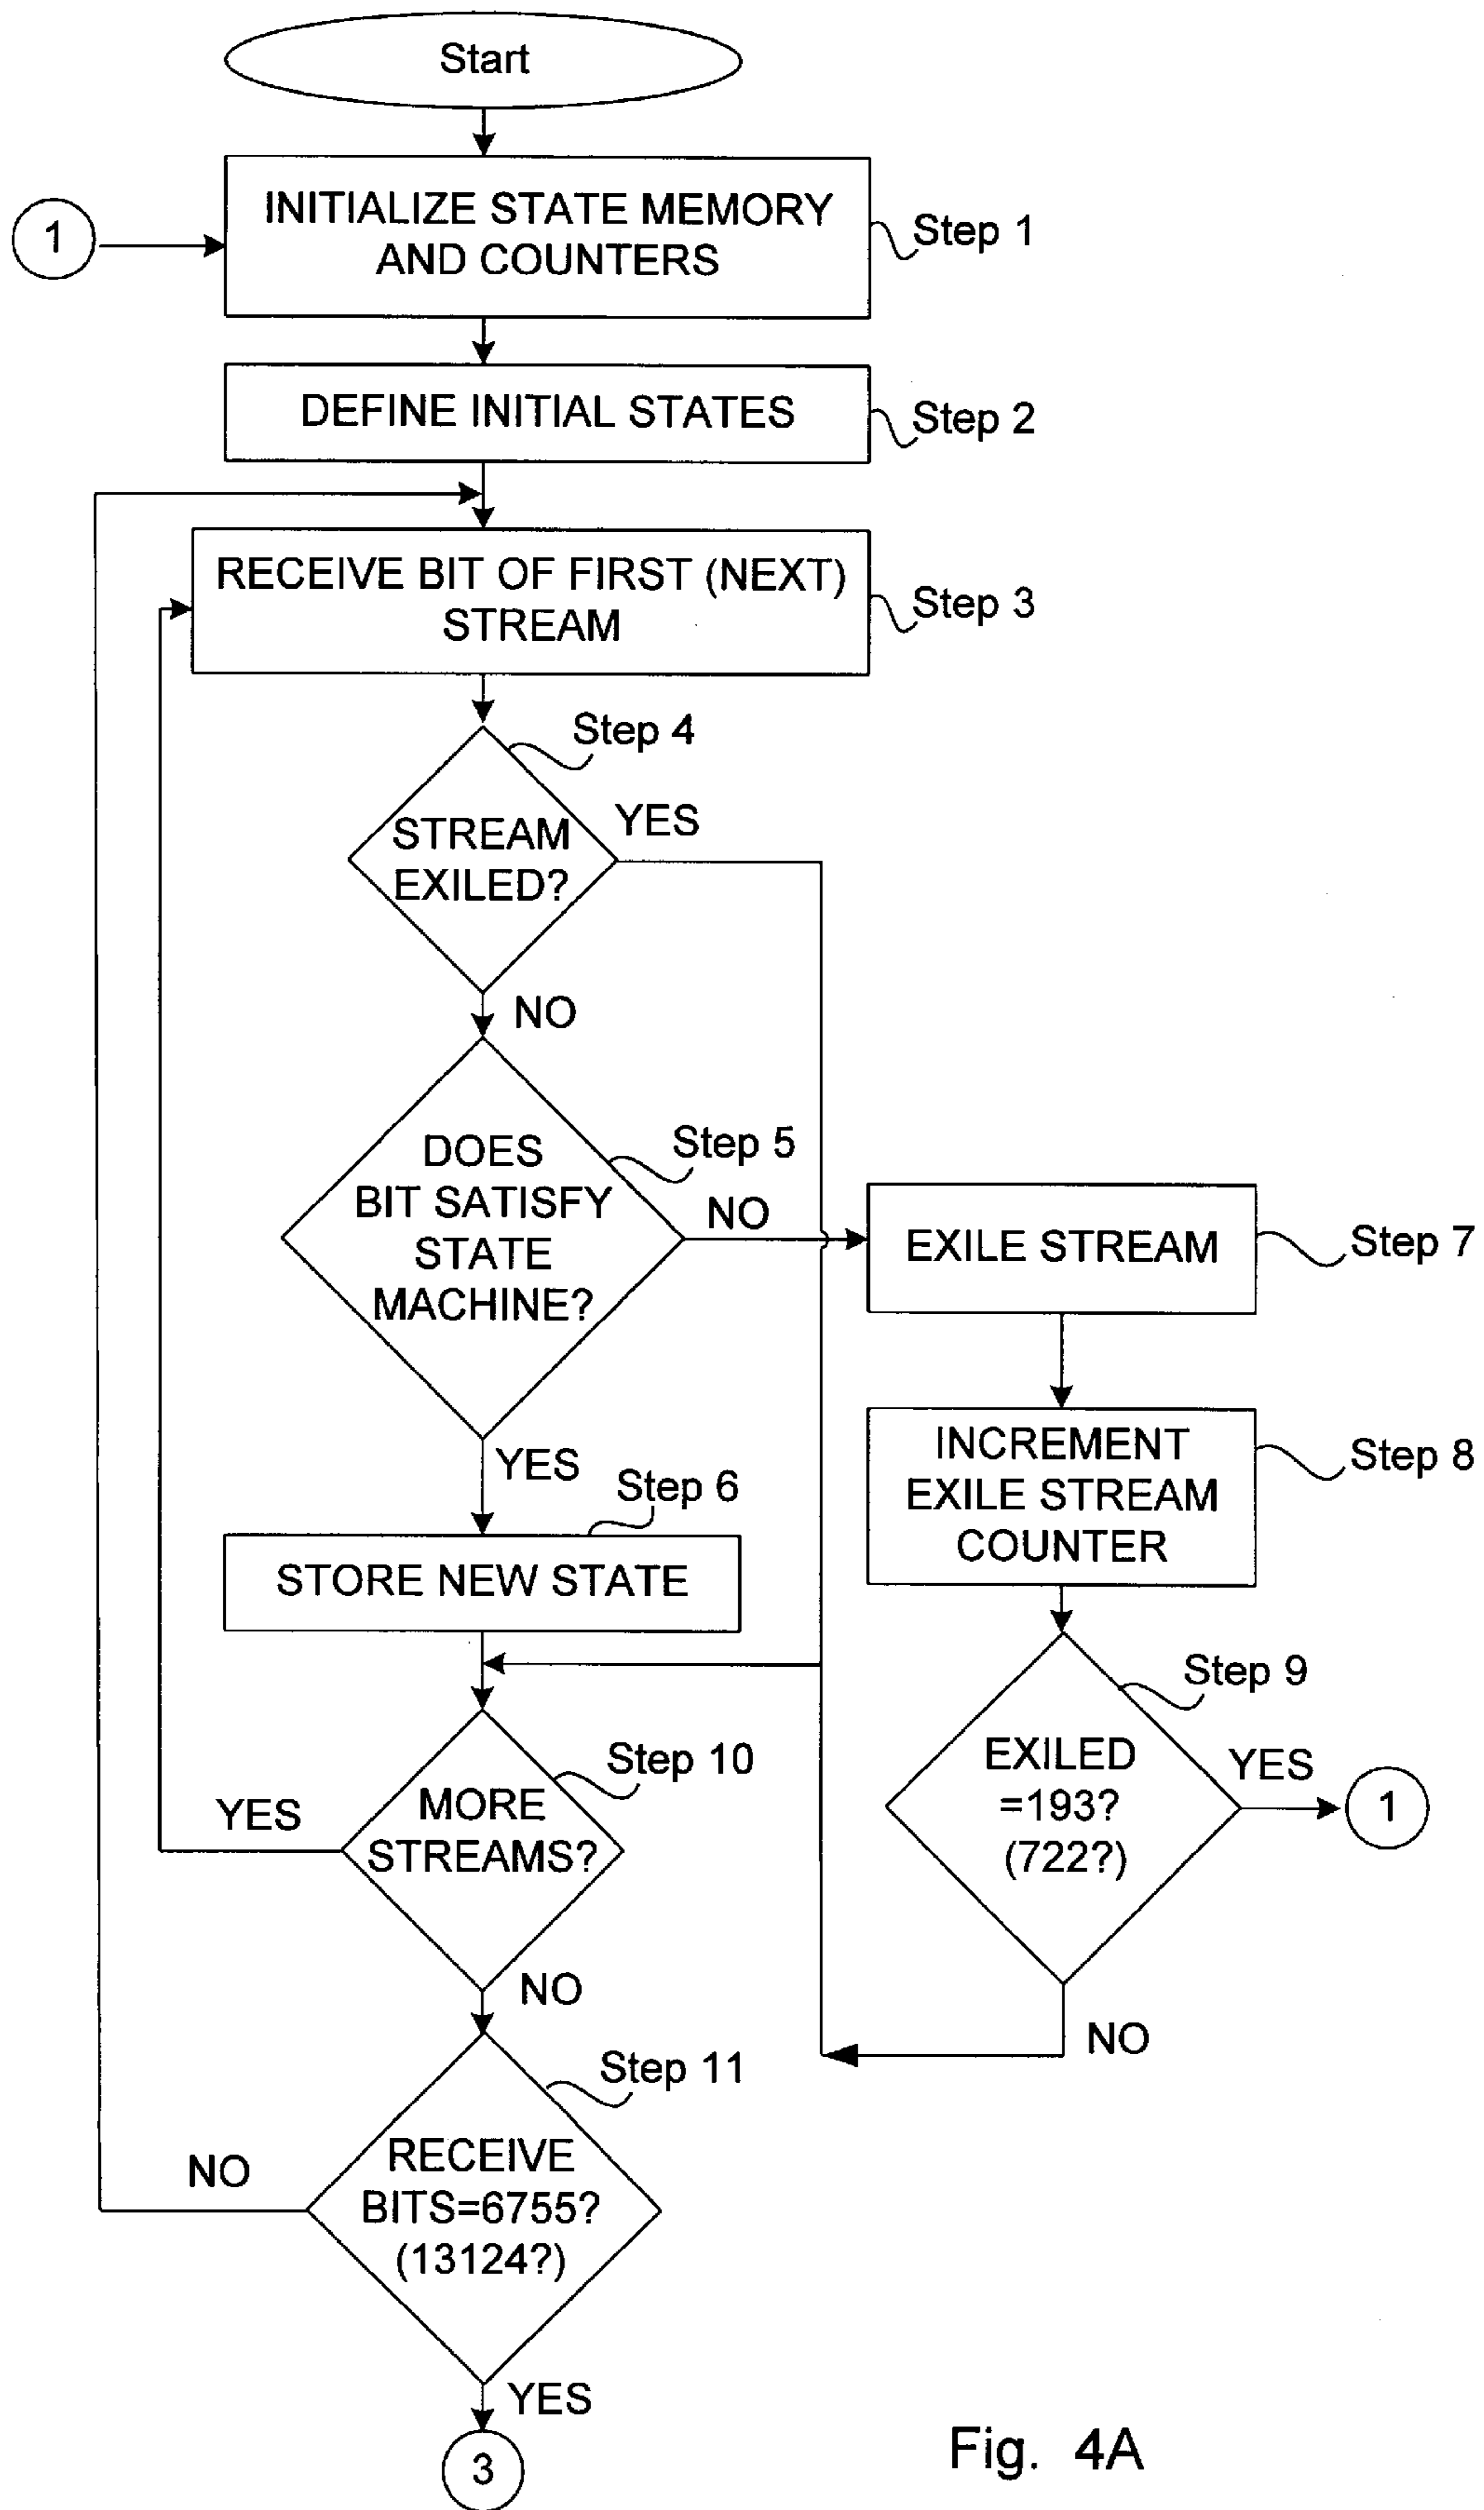 Start
1
INITIALIZE STATE MEMORY
AND COUNTERS
Step 1
DEFINE INITIAL STATES
Step 2
RECEIVE BIT OF FIRST (NEXT)
STREAM
Step 3
Step 4
STREAM
EXILED?
YES
NO
DOES
BIT SATISFY
STATE
MACHINE?
Step 5
NO
EXILE STREAM
Step 7
YES
INCREMENT
EXILE STREAM
COUNTER
Step 8
Step 6
STORE NEW STATE
Step 9
EXILED
=193?
(722?)
YES
1
Step 10
MORE
STREAMS?
YES
NO
NO
Step 11
RECEIVE
BITS=6755?
(13124?)
NO
YES
3
Fig. 4A